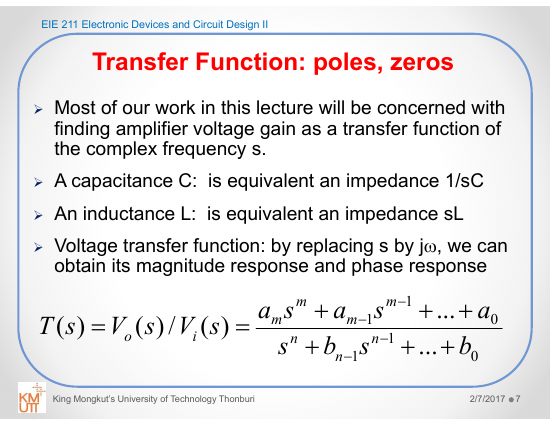 EIE 211 Electronic Devices and Circuit Design II
Transfer Function: poles, zeros
➢ Most of our work in this lecture will be concerned with
finding amplifier voltage gain as a transfer function of
the complex frequency s.
➢ A capacitance C:  is equivalent an impedance 1/sC
➢ An inductance L:  is equivalent an impedance sL
➢ Voltage transfer function: by replacing s by jω, we can
obtain its magnitude response and phase response
T(s) = V_o(s) / V_i(s) = (a_m s^m + a_{m−1} s^{m−1} + ... + a_0) / (s^n + b_{n−1} s^{n−1} + ... + b_0)
KMUTT King Mongkut's University of Technology Thonburi 2/7/2017 ●7